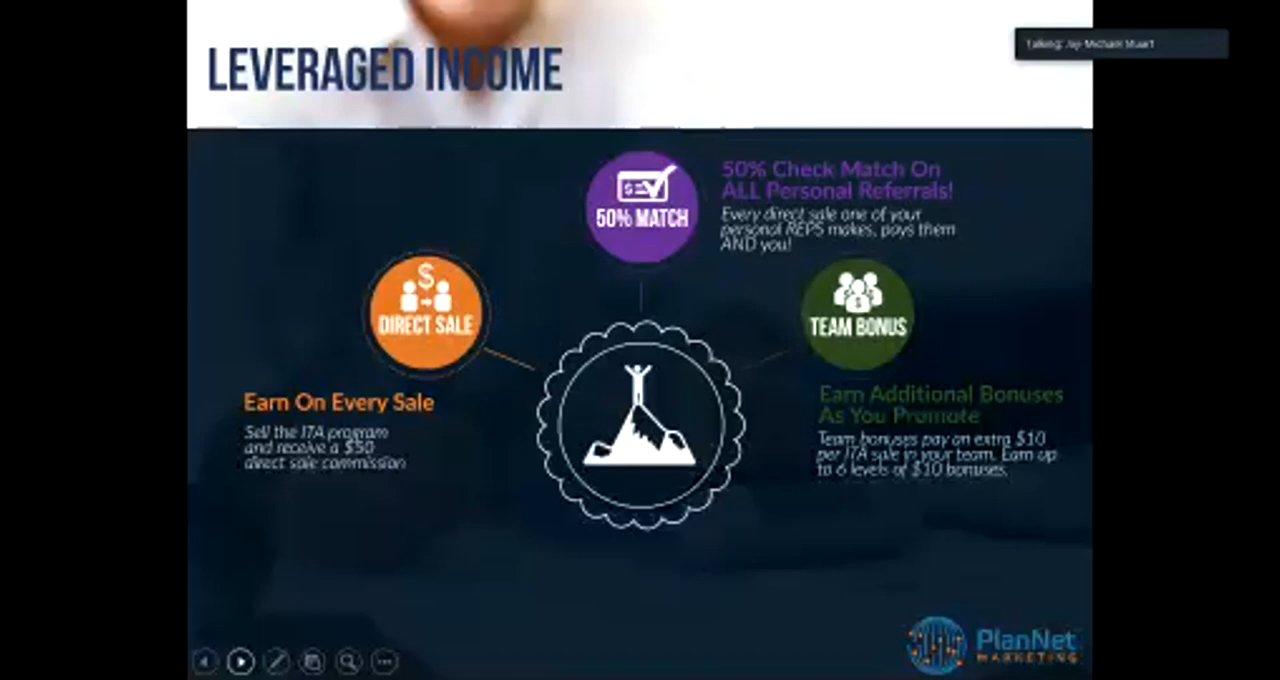 LEVERAGED INCOME
Talking: Jay-Michael Stuart
50% MATCH
50% Check Match On
ALL Personal Referrals!
Every direct sale one of your
personal REPS makes, pays them
AND you!
$
DIRECT SALE
Earn On Every Sale
Sell the ITA program
and receive a $50
direct sale commission
$
TEAM BONUS
Earn Additional Bonuses
As You Promote
Team bonuses pay an extra $10
per ITA sale in your team. Earn up
to 6 levels of $10 bonuses.
PlanNet
MARKETING